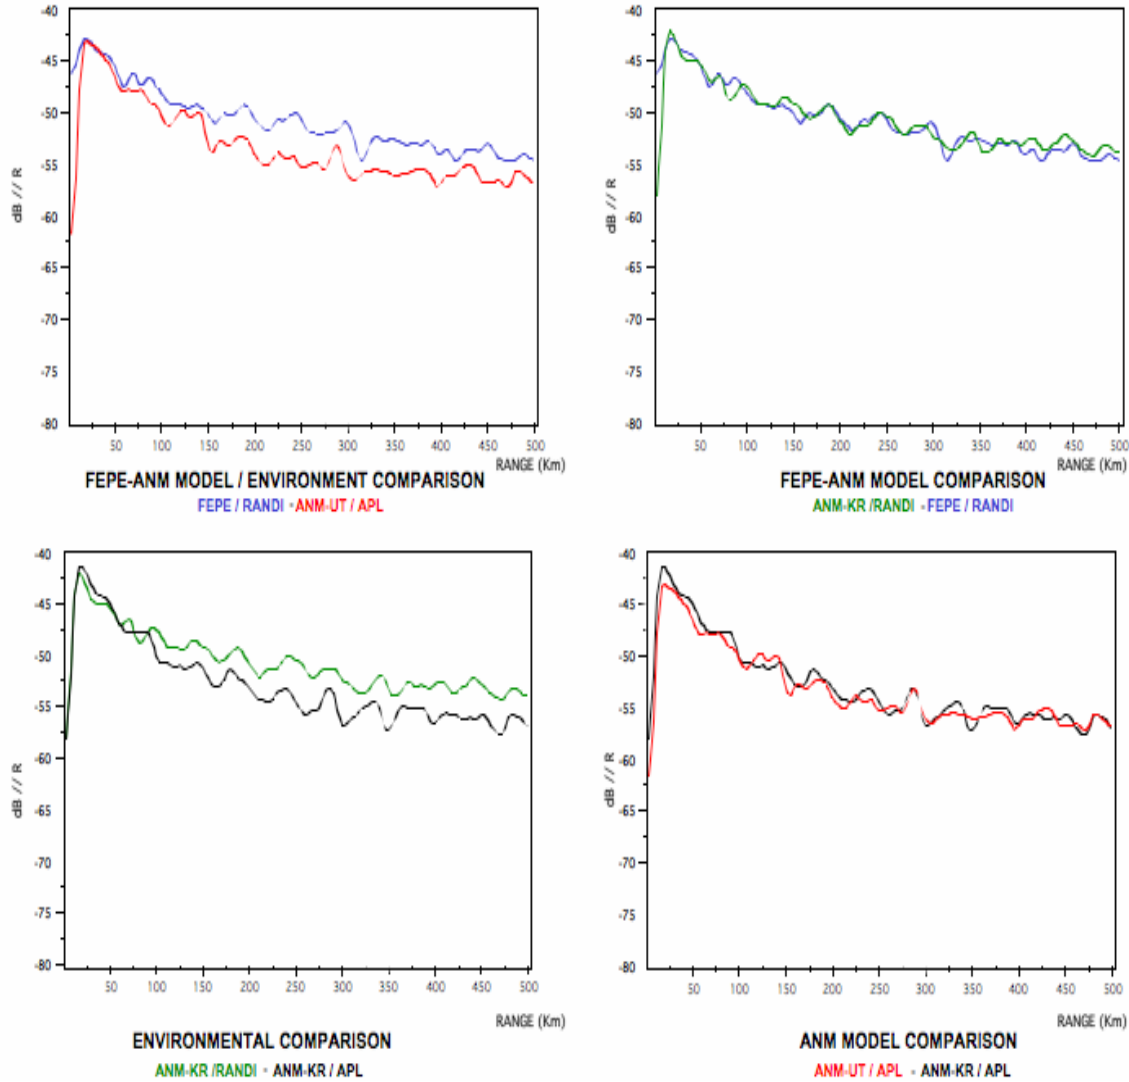 -40
-45
-50
-55
-60
-65
-70
-75
-80
dB // R
50 100 150 200 250 300 350 400 450 500
RANGE (Km)
FEPE-ANM MODEL / ENVIRONMENT COMPARISON
FEPE / RANDI - ANM-UT / APL
-40
-45
-50
-55
-60
-65
-70
-75
-80
dB // R
50 100 150 200 250 300 350 400 450 500
RANGE (Km)
FEPE-ANM MODEL COMPARISON
ANM-KR /RANDI - FEPE / RANDI
-40
-45
-50
-55
-60
-65
-70
-75
-80
dB // R
50 100 150 200 250 300 350 400 450 500
RANGE (Km)
ENVIRONMENTAL COMPARISON
ANM-KR /RANDI - ANM-KR / APL
-40
-45
-50
-55
-60
-65
-70
-75
-80
dB // R
50 100 150 200 250 300 350 400 450 500
RANGE (Km)
ANM MODEL COMPARISON
ANM-UT / APL - ANM-KR / APL